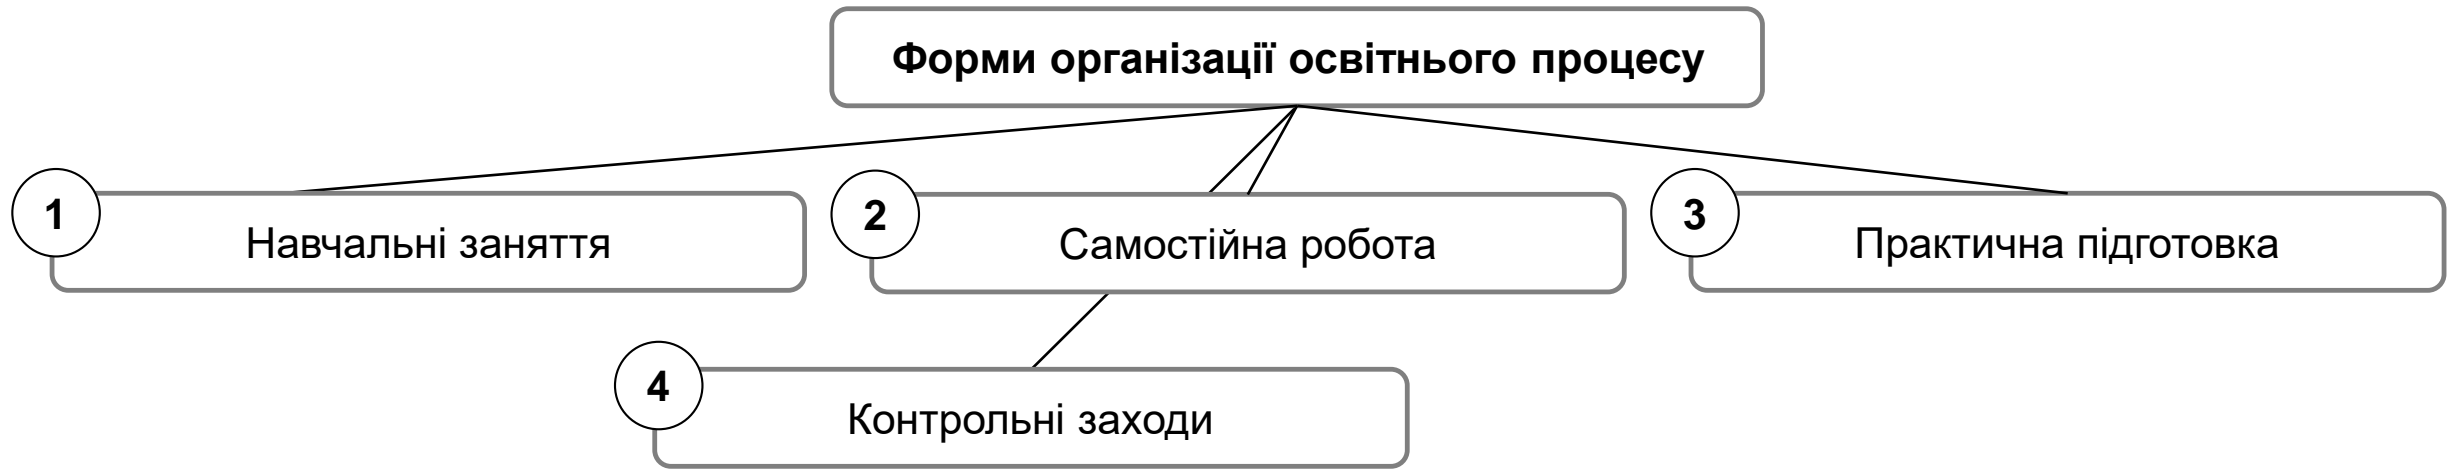 Форми організації освітнього процесу
1
Навчальні заняття
2
Самостійна робота
3
Практична підготовка
4
Контрольні заходи